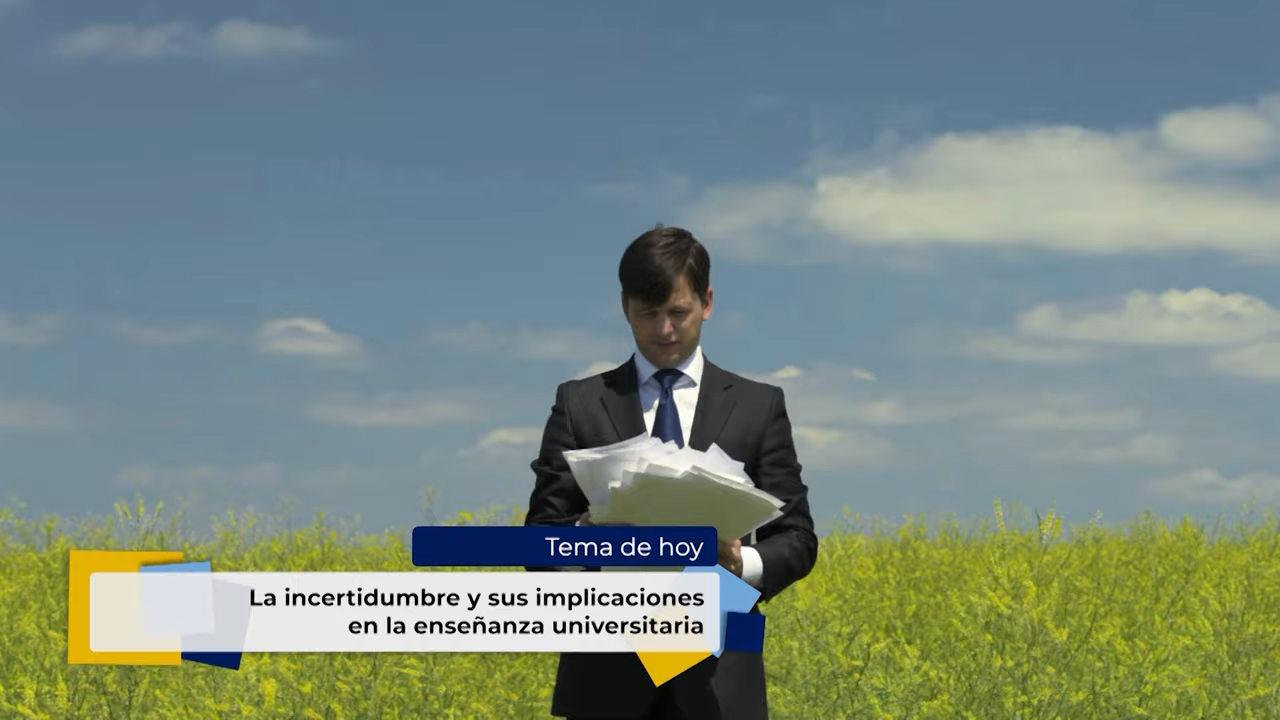 Tema de hoy
La incertidumbre y sus implicaciones
en la enseñanza universitaria